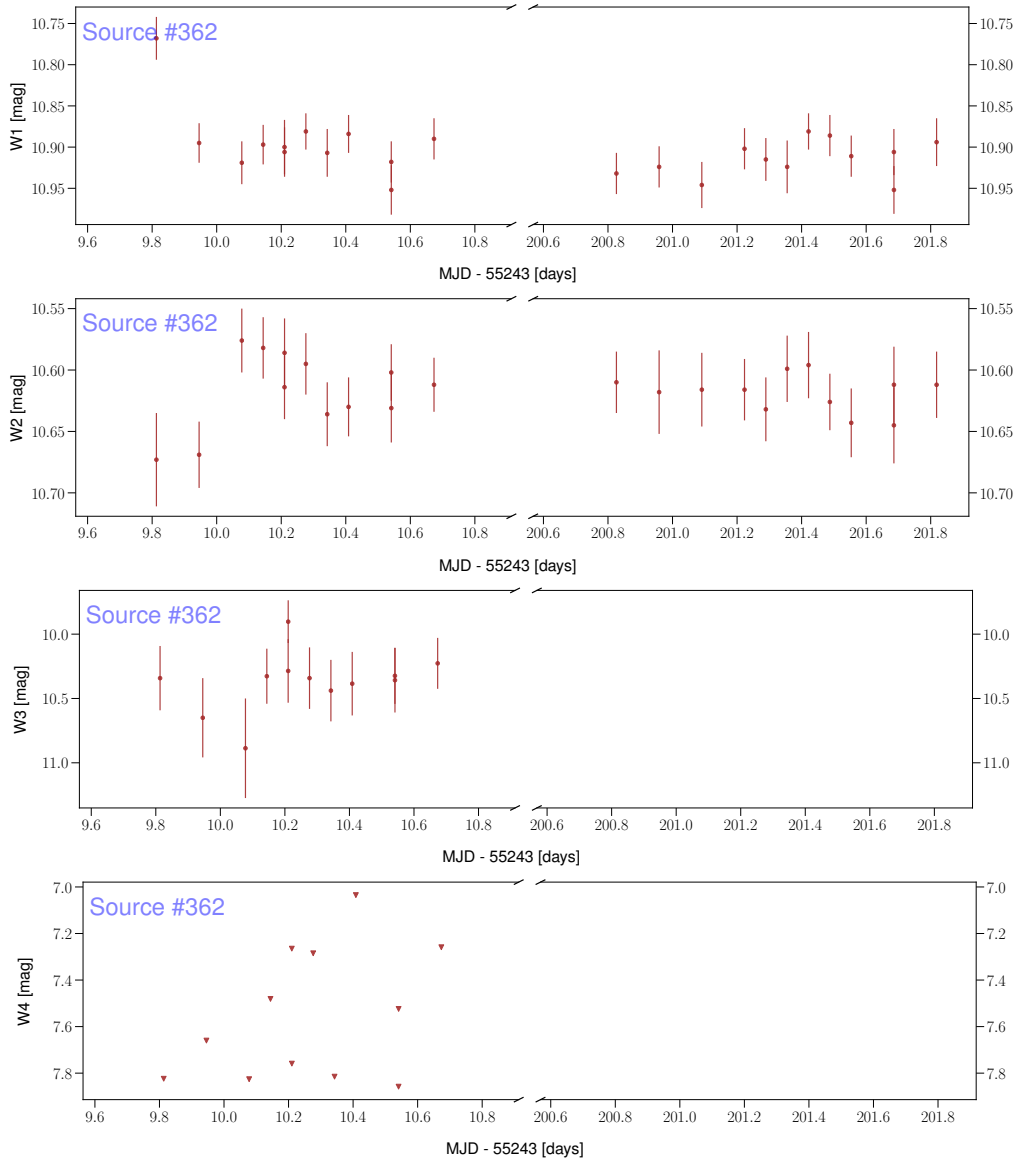 Source #362
W1 [mag]
10.75 10.80 10.85 10.90 10.95
10.75 10.80 10.85 10.90 10.95
9.6 9.8 10.0 10.2 10.4 10.6 10.8 200.6 200.8 201.0 201.2 201.4 201.6 201.8
MJD - 55243 [days]
Source #362
W2 [mag]
10.55 10.60 10.65 10.70
10.55 10.60 10.65 10.70
9.6 9.8 10.0 10.2 10.4 10.6 10.8 200.6 200.8 201.0 201.2 201.4 201.6 201.8
MJD - 55243 [days]
Source #362
W3 [mag]
10.0 10.5 11.0
10.0 10.5 11.0
9.6 9.8 10.0 10.2 10.4 10.6 10.8 200.6 200.8 201.0 201.2 201.4 201.6 201.8
MJD - 55243 [days]
Source #362
W4 [mag]
7.0 7.2 7.4 7.6 7.8
7.0 7.2 7.4 7.6 7.8
9.6 9.8 10.0 10.2 10.4 10.6 10.8 200.6 200.8 201.0 201.2 201.4 201.6 201.8
MJD - 55243 [days]